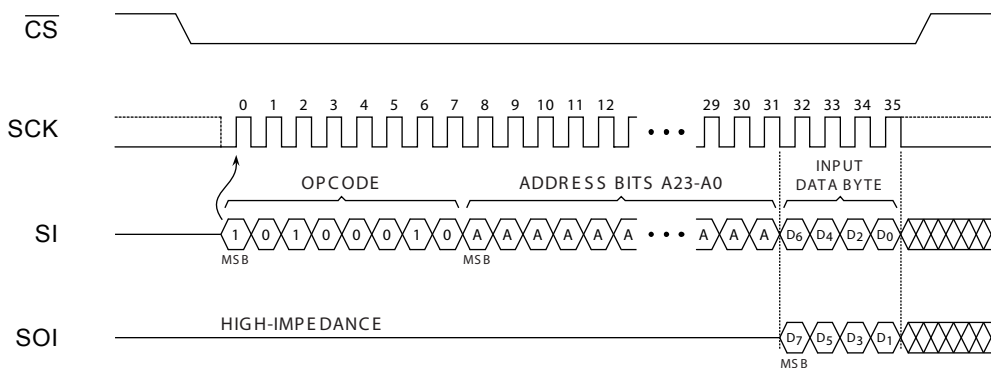 CS
SCK
0 1 2 3 4 5 6 7 8 9 10 11 12 29 30 31 32 33 34 35
OPCODE
ADDRESS BITS A23-A0
INPUT
DATA BYTE
SI
1 0 1 0 0 0 1 0 A A A A A A A A A D6 D4 D2 D0
MSB MSB
SOI
HIGH-IMPEDANCE
D7 D5 D3 D1
MSB